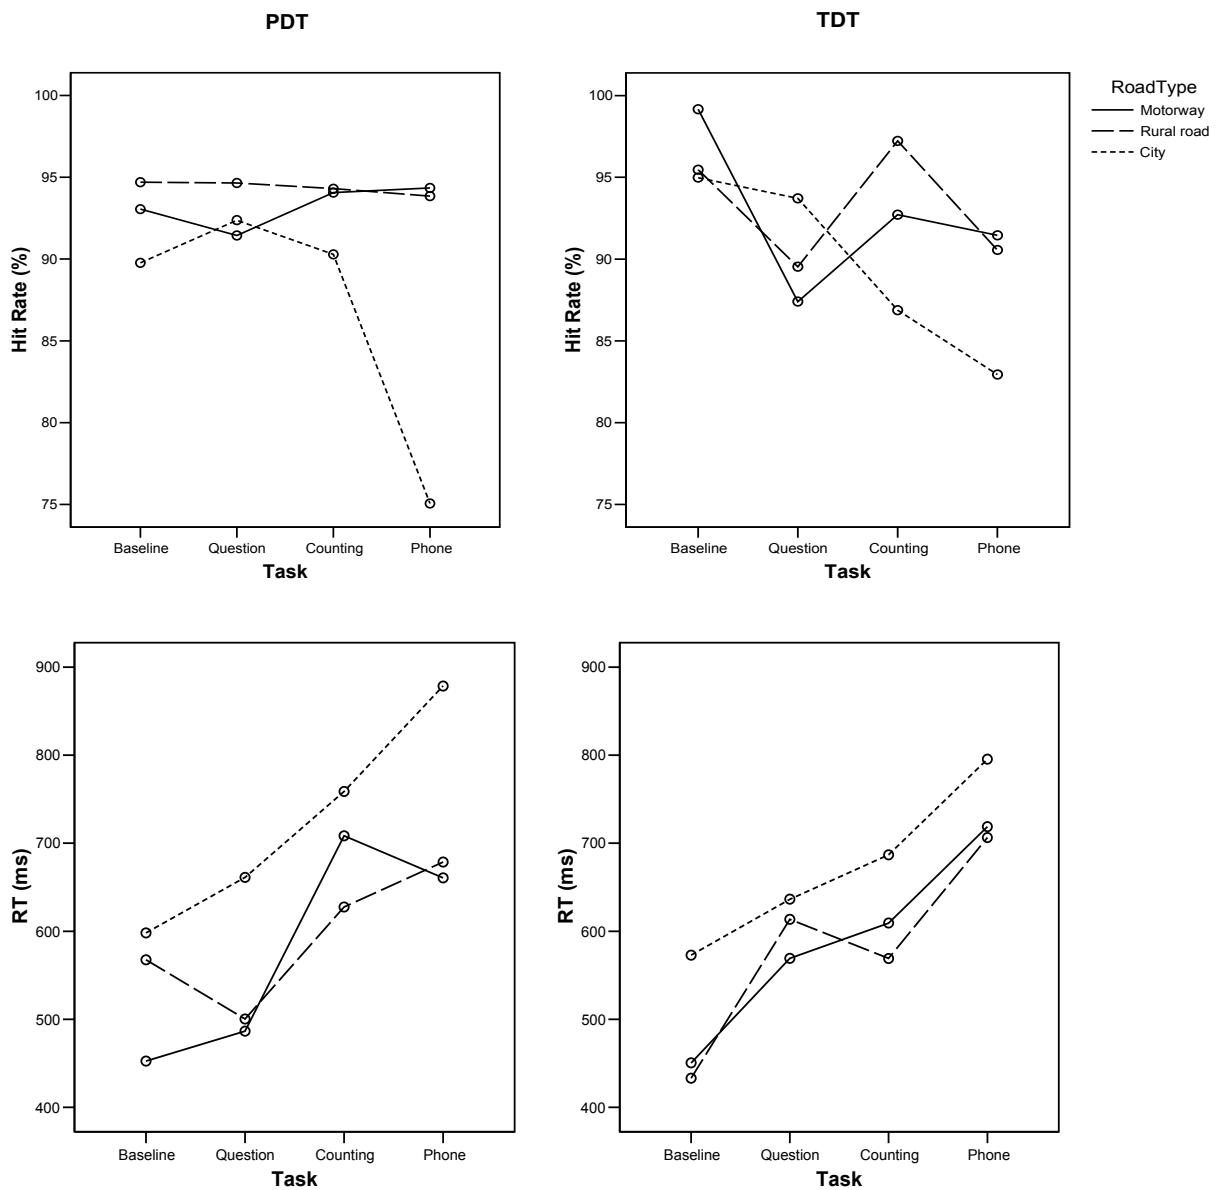 PDT
TDT
100
95
90
85
80
75
Hit Rate (%)
Baseline Question Counting Phone
Task
100
95
90
85
80
75
Hit Rate (%)
Baseline Question Counting Phone
Task
RoadType
Motorway
Rural road
City
900
800
700
600
500
400
RT (ms)
Baseline Question Counting Phone
Task
900
800
700
600
500
400
RT (ms)
Baseline Question Counting Phone
Task